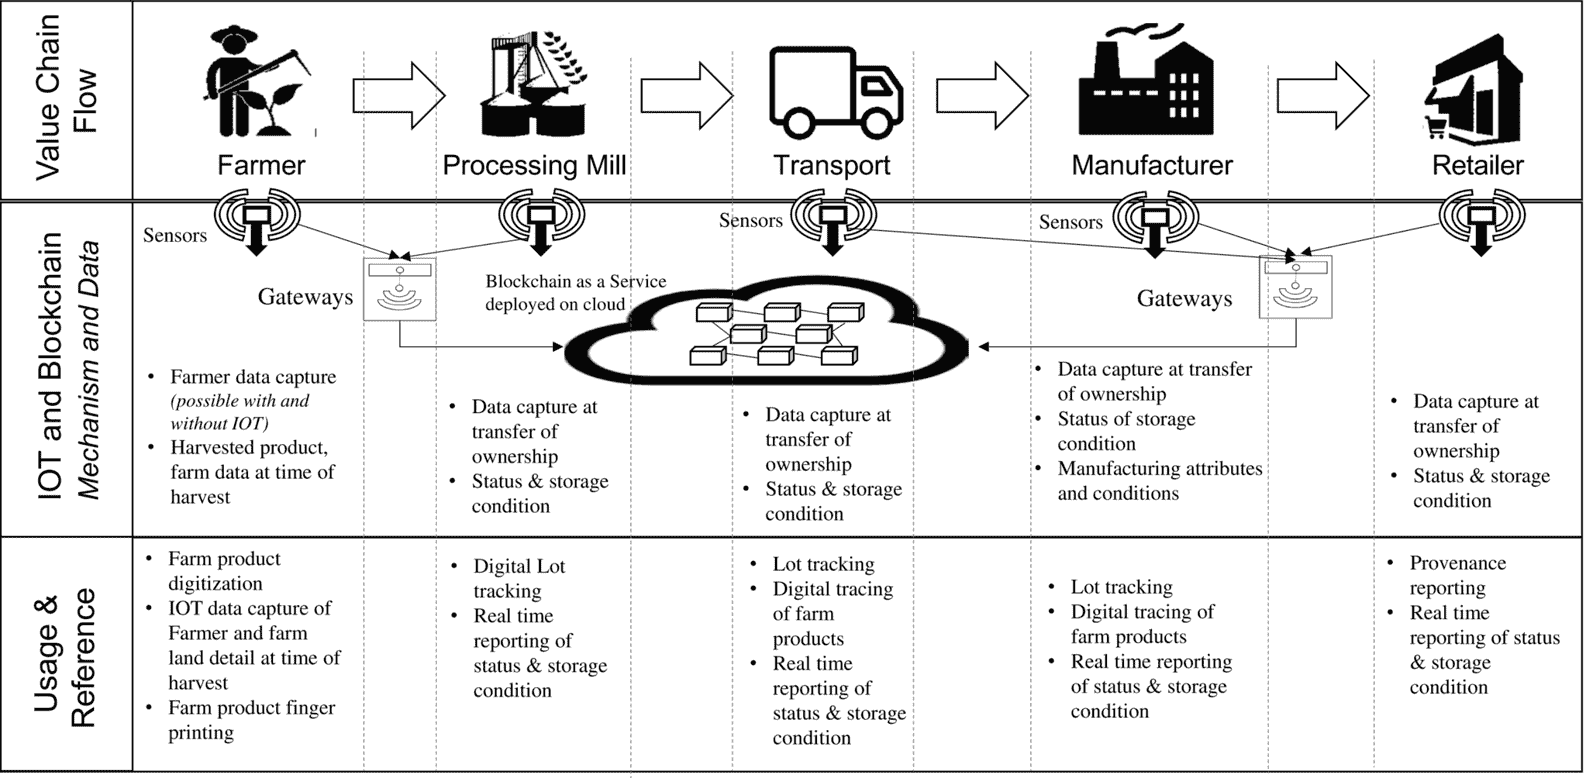 Value Chain
Flow
Farmer
Processing Mill
Transport
Manufacturer
Retailer
IOT and Blockchain
Mechanism and Data
Sensors
Sensors
Sensors
Gateways
Blockchain as a Service
deployed on cloud
Gateways
• Farmer data capture
(possible with and
without IOT)
• Harvested product,
farm data at time of
harvest
• Data capture at
transfer of
ownership
• Status & storage
condition
• Data capture at
transfer of
ownership
• Status & storage
condition
• Data capture at transfer
of ownership
• Status of storage
condition
• Manufacturing attributes
and conditions
• Data capture at
transfer of
ownership
• Status & storage
condition
Usage &
Reference
• Farm product
digitization
• IOT data capture of
Farmer and farm
land detail at time of
harvest
• Farm product finger
printing
• Digital Lot
tracking
• Real time
reporting of
status & storage
condition
• Lot tracking
• Digital tracing
of farm
products
• Real time
reporting of
status & storage
condition
• Lot tracking
• Digital tracing of
farm products
• Real time reporting
of status & storage
condition
• Provenance
reporting
• Real time
reporting of status
& storage
condition